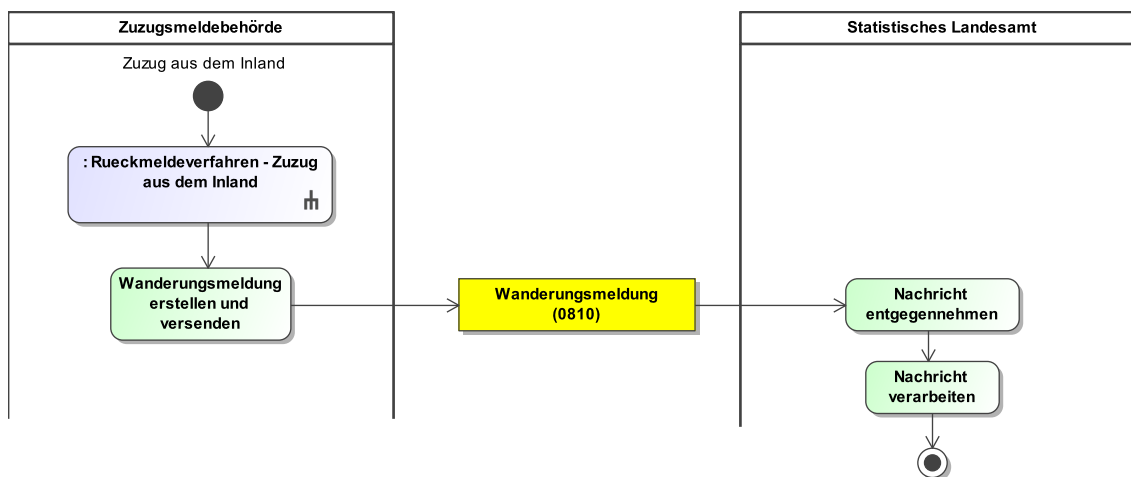 Zuzugsmeldebehörde
Statistisches Landesamt
Zuzug aus dem Inland
: Rueckmeldeverfahren - Zuzug
aus dem Inland
Wanderungsmeldung
erstellen und
versenden
Wanderungsmeldung
(0810)
Nachricht
entgegennehmen
Nachricht
verarbeiten